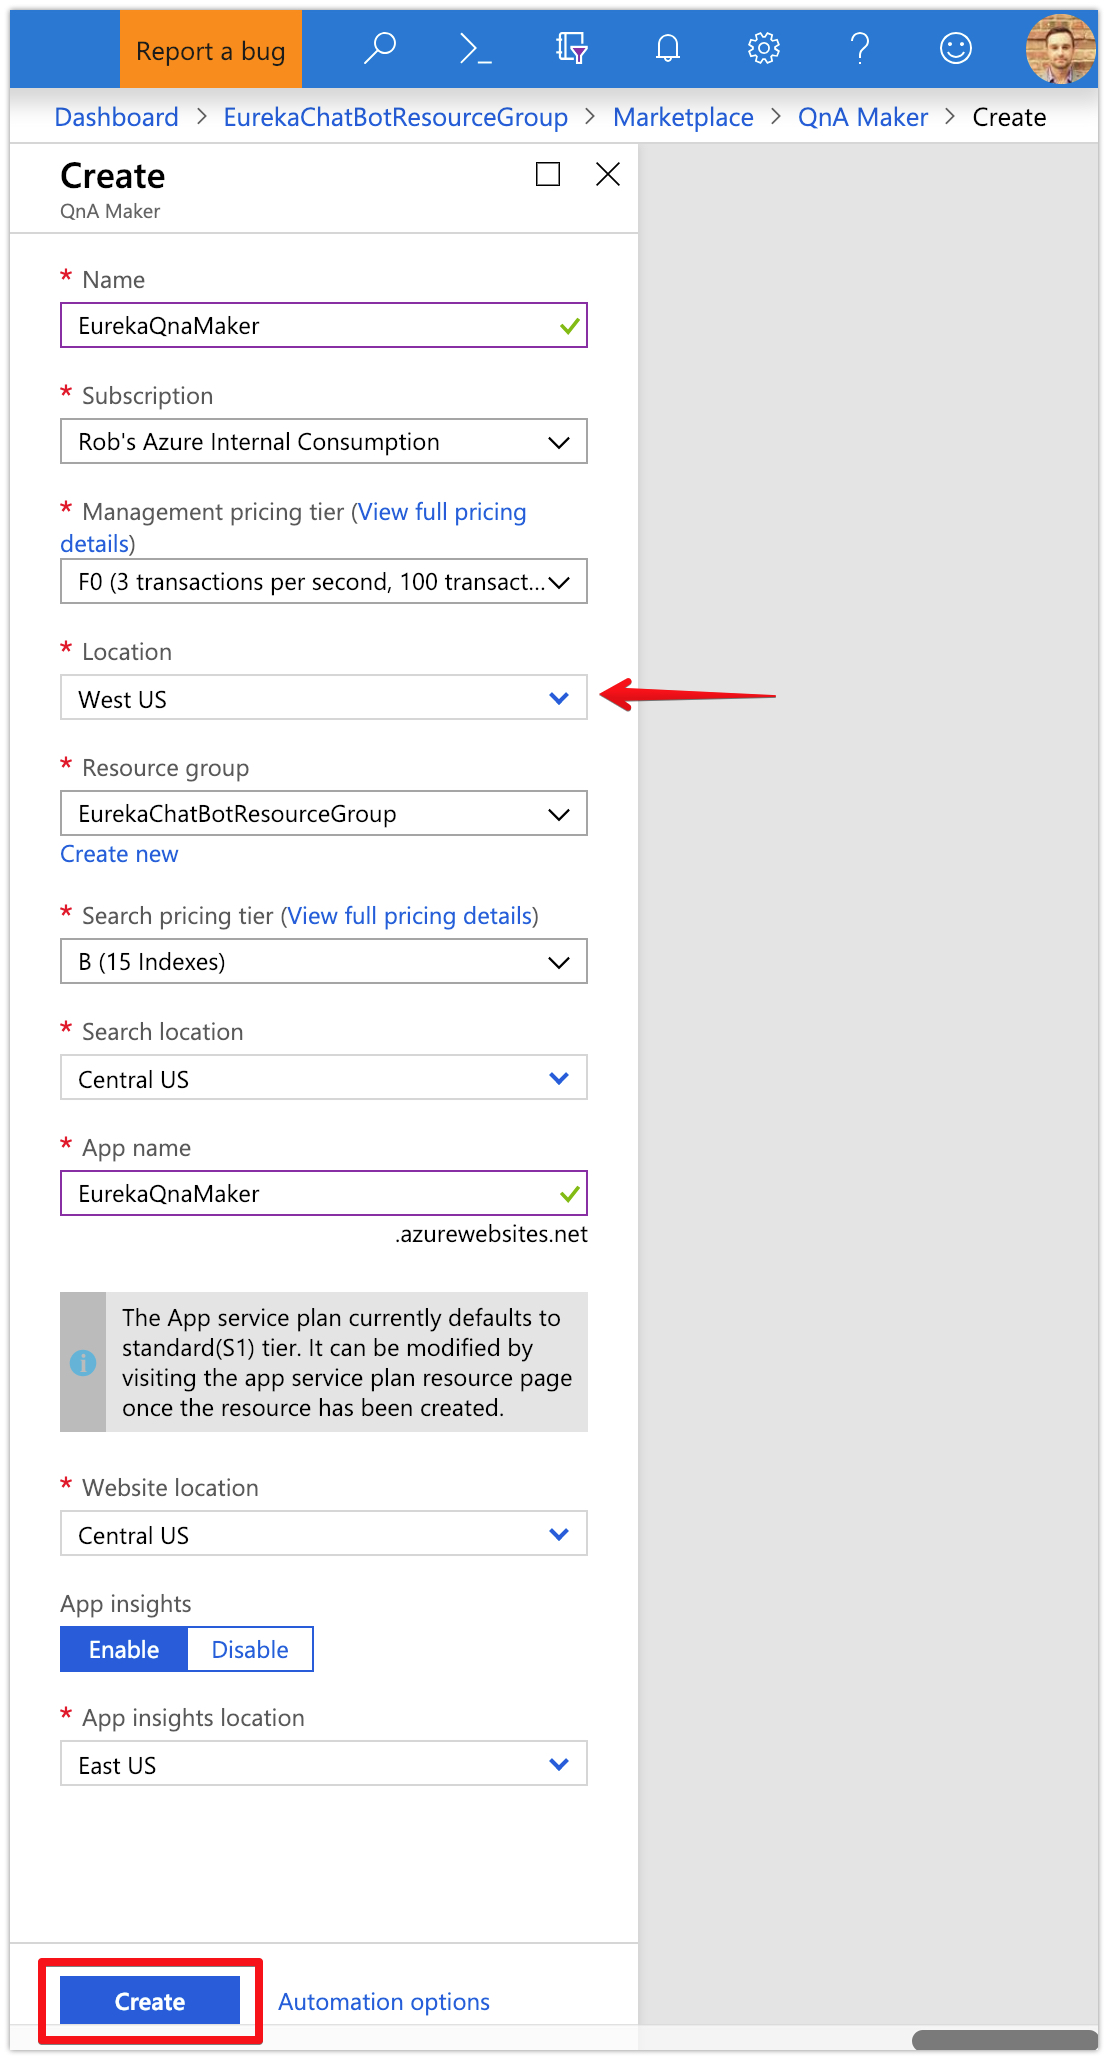 Report a bug
Dashboard > EurekaChatBotResourceGroup > Marketplace > QnA Maker > Create
Create
QnA Maker
* Name
EurekaQnaMaker
* Subscription
Rob's Azure Internal Consumption
* Management pricing tier (View full pricing
details)
F0 (3 transactions per second, 100 transact...
* Location
West US
* Resource group
EurekaChatBotResourceGroup
Create new
* Search pricing tier (View full pricing details)
B (15 Indexes)
* Search location
Central US
* App name
EurekaQnaMaker
.azurewebsites.net
The App service plan currently defaults to
standard(S1) tier. It can be modified by
visiting the app service plan resource page
once the resource has been created.
* Website location
Central US
App insights
Enable Disable
* App insights location
East US
Create Automation options